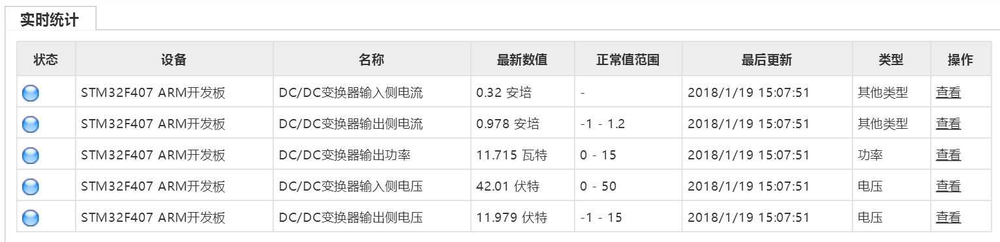 实时统计
状态 设备 名称 最新数值 正常值范围 最后更新 类型 操作
STM32F407 ARM开发板 DC/DC变换器输入侧电流 0.32 安培 - 2018/1/19 15:07:51 其他类型 查看
STM32F407 ARM开发板 DC/DC变换器输出侧电流 0.978 安培 -1 - 1.2 2018/1/19 15:07:51 其他类型 查看
STM32F407 ARM开发板 DC/DC变换器输出功率 11.715 瓦特 0 - 15 2018/1/19 15:07:51 功率 查看
STM32F407 ARM开发板 DC/DC变换器输入侧电压 42.01 伏特 0 - 50 2018/1/19 15:07:51 电压 查看
STM32F407 ARM开发板 DC/DC变换器输出侧电压 11.979 伏特 -1 - 15 2018/1/19 15:07:51 电压 查看